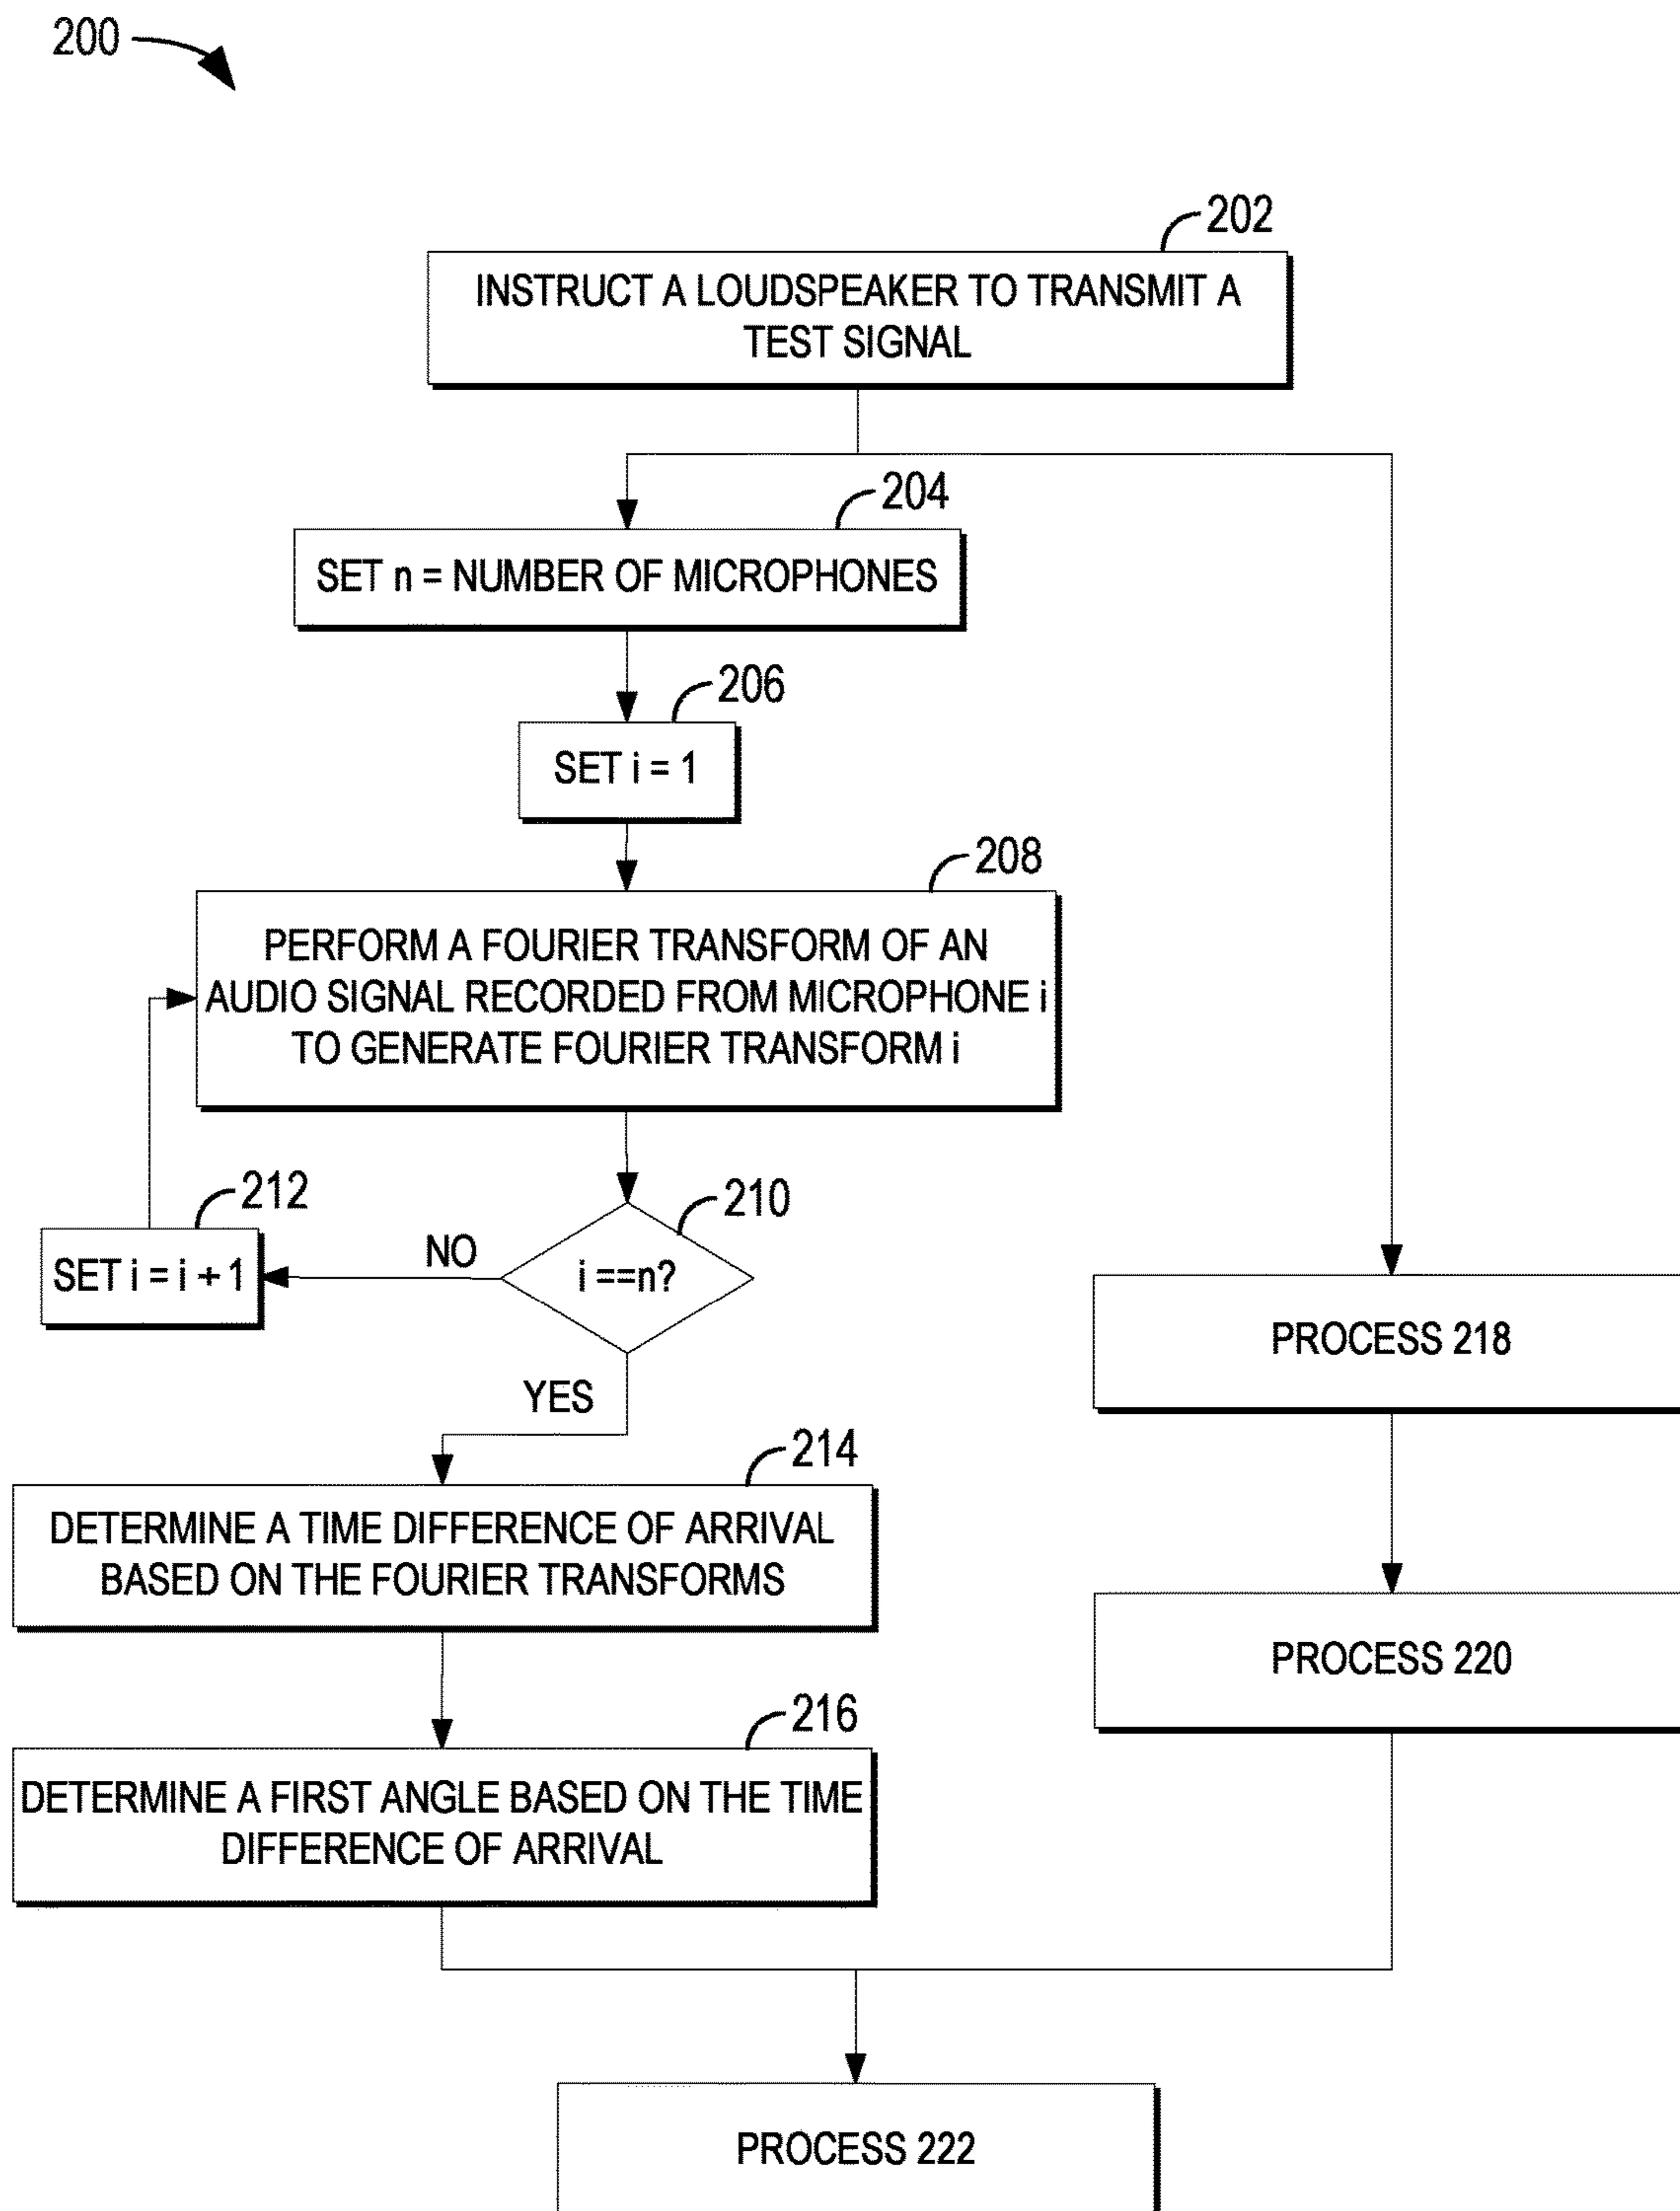 200
202
INSTRUCT A LOUDSPEAKER TO TRANSMIT A
TEST SIGNAL
204
SET n = NUMBER OF MICROPHONES
206
SET i = 1
208
PERFORM A FOURIER TRANSFORM OF AN
AUDIO SIGNAL RECORDED FROM MICROPHONE i
TO GENERATE FOURIER TRANSFORM i
210
i ==n?
NO
212
SET i = i + 1
YES
214
DETERMINE A TIME DIFFERENCE OF ARRIVAL
BASED ON THE FOURIER TRANSFORMS
216
DETERMINE A FIRST ANGLE BASED ON THE TIME
DIFFERENCE OF ARRIVAL
PROCESS 218
PROCESS 220
PROCESS 222